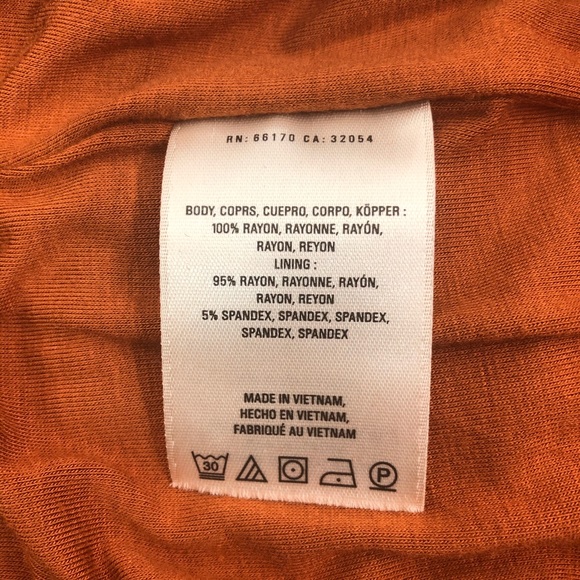 RN: 66170 CA: 32054
BODY, COPRS, CUEPRO, CORPO, KÖPPER :
100% RAYON, RAYONNE, RAYÓN,
RAYON, REYON
LINING :
95% RAYON, RAYONNE, RAYÓN,
RAYON, REYON
5% SPANDEX, SPANDEX, SPANDEX,
SPANDEX, SPANDEX
MADE IN VIETNAM,
HECHO EN VIETNAM,
FABRIQUÉ AU VIETNAM
30 P